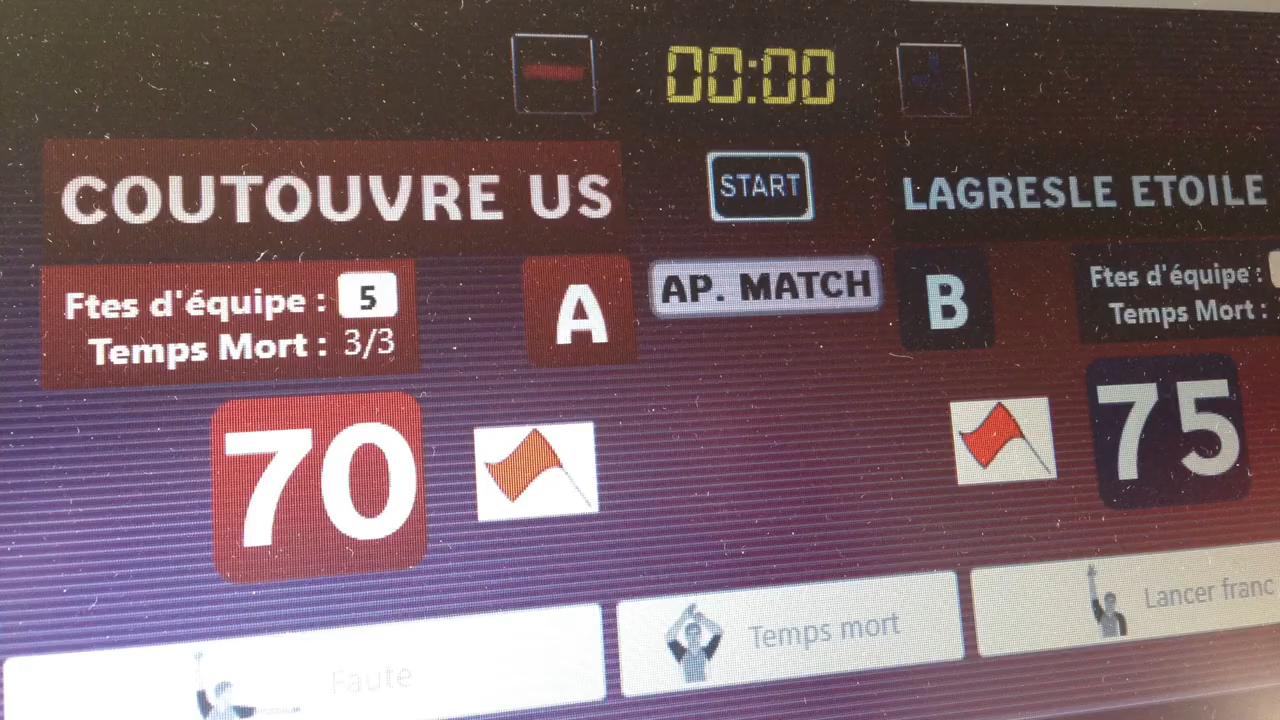 00:00
COUTOUVRE US
START
LAGRESLE ETOILE
Ftes d'équipe : 5
Temps Mort : 3/3
A
AP. MATCH
B
Ftes d'équipe :
Temps Mort :
70
75
Faute
Temps mort
Lancer franc